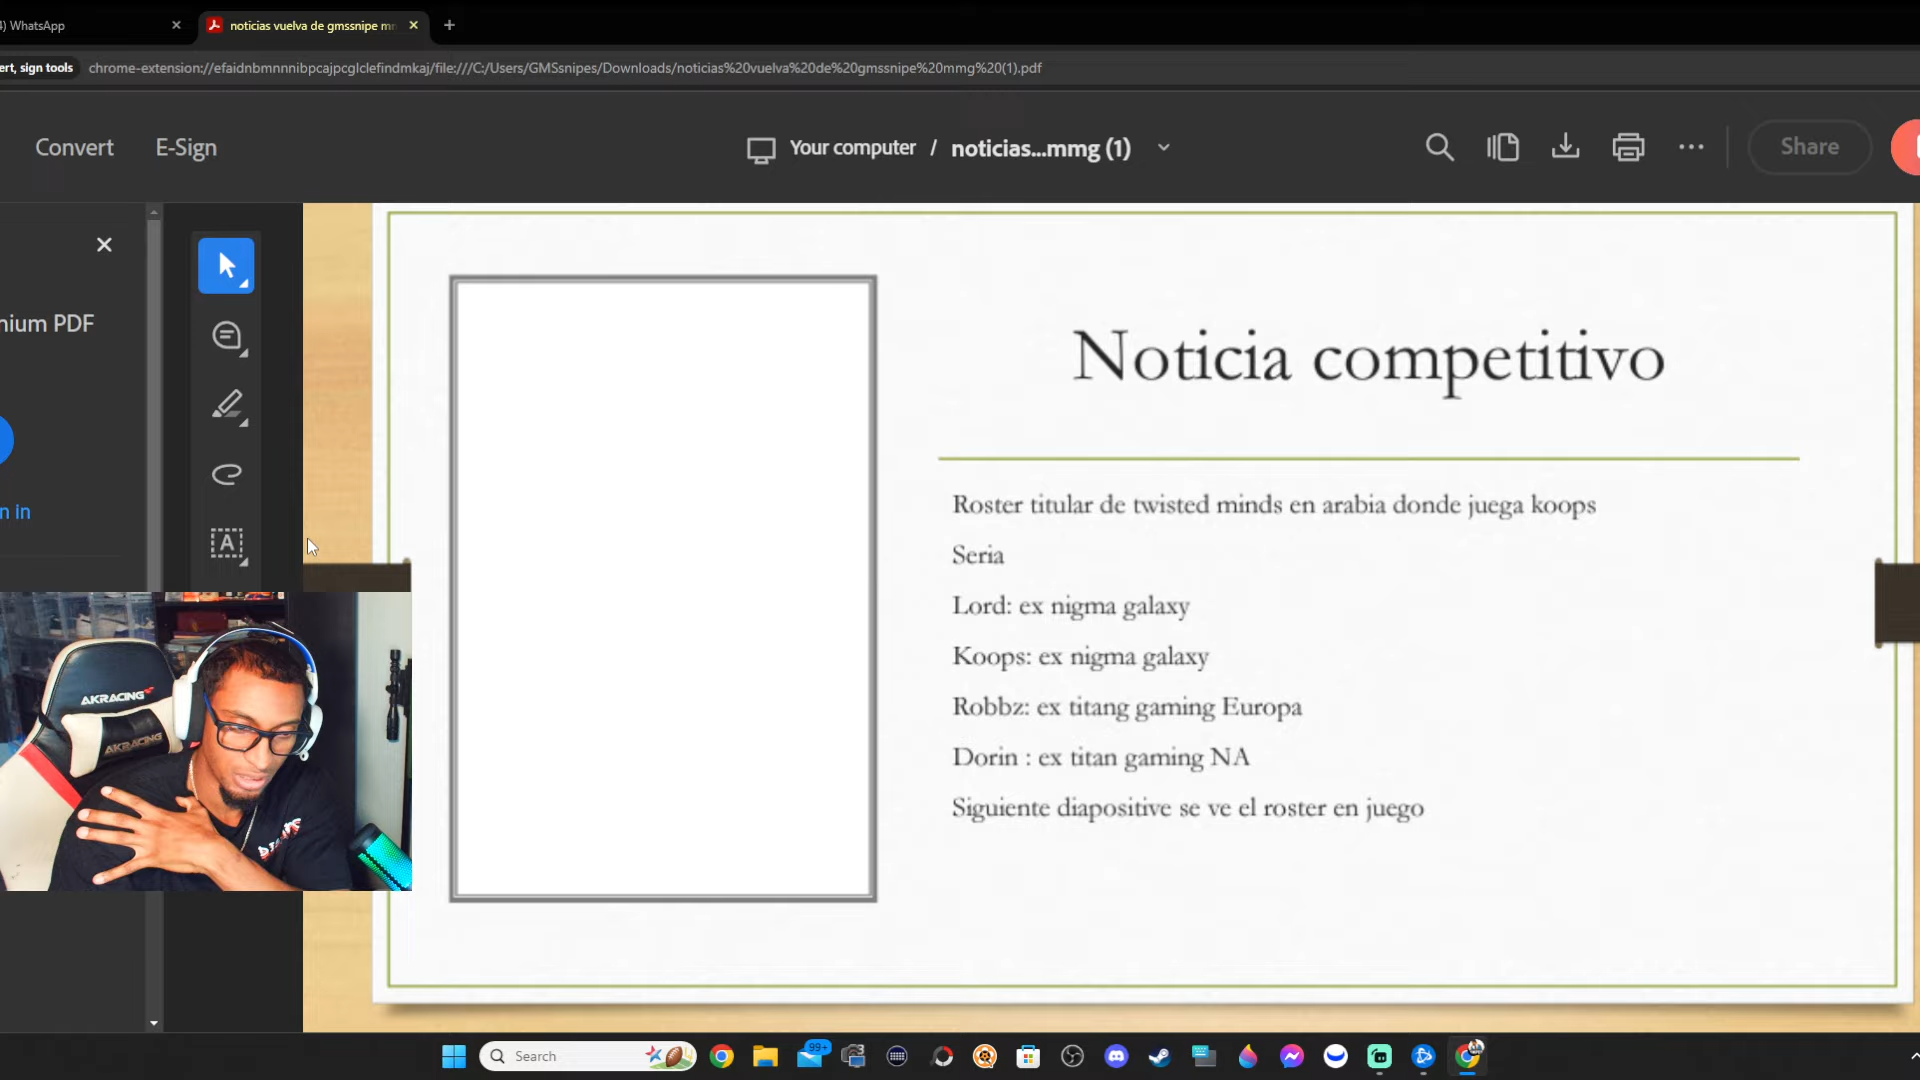 WhatsApp
noticias vuelva de gmssnipe
ert, sign tools
chrome-extension://efaidnbmnnnibpcajpcglclefindmkaj/file:///C:/Users/GMSsnipes/Downloads/noticias%20vuelva%20de%20gmssnipe%20mmg%20(1).pdf
Convert
E-Sign
Your computer / noticias...mmg (1)
Share
nium PDF
n in
Noticia competitivo
Roster titular de twisted minds en arabia donde juega koops
Seria
Lord: ex nigma galaxy
Koops: ex nigma galaxy
Robbz: ex titang gaming Europa
Dorin : ex titan gaming NA
Siguiente diapositive se ve el roster en juego
AKRACING
AKRACING
Search
99+